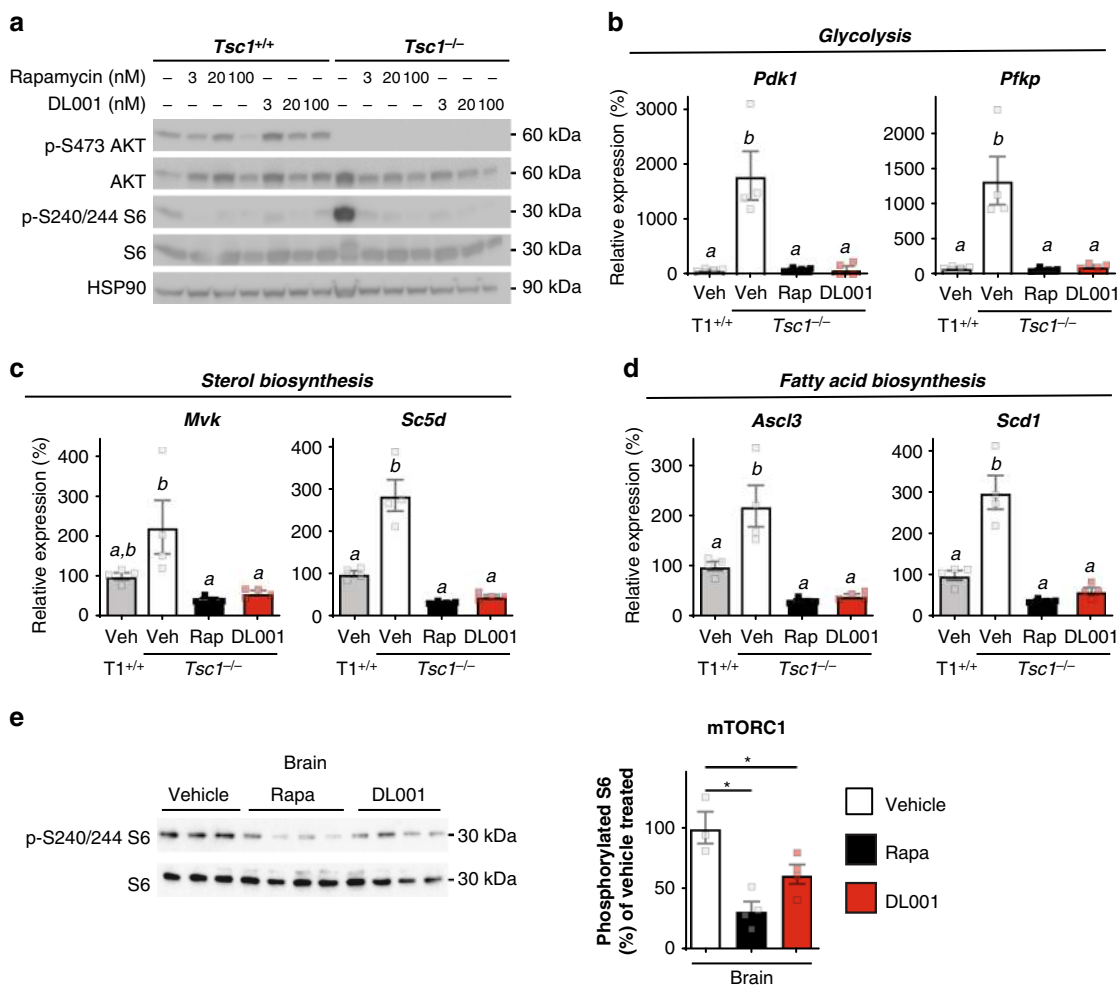 a
Tsc1+/+ Tsc1–/–
Rapamycin (nM) – 3 20 100 – – – – 3 20 100 – – –
DL001 (nM) – – – – 3 20 100 – – – – 3 20 100
p-S473 AKT 60 kDa
AKT 60 kDa
p-S240/244 S6 30 kDa
S6 30 kDa
HSP90 90 kDa
b
Glycolysis
Pdk1
Relative expression (%)
3000
2000
1000
0
a b a a
Veh Veh Rap DL001
T1+/+ Tsc1–/–
Pfkp
2000
1500
1000
500
0
a b a a
Veh Veh Rap DL001
T1+/+ Tsc1–/–
c
Sterol biosynthesis
Mvk
Relative expression (%)
400
300
200
100
0
a,b b a a
Veh Veh Rap DL001
T1+/+ Tsc1–/–
Sc5d
400
300
200
100
0
a b a a
Veh Veh Rap DL001
T1+/+ Tsc1–/–
d
Fatty acid biosynthesis
Ascl3
Relative expression (%)
300
200
100
0
a b a a
Veh Veh Rap DL001
T1+/+ Tsc1–/–
Scd1
400
300
200
100
0
a b a a
Veh Veh Rap DL001
T1+/+ Tsc1–/–
e
Brain
Vehicle Rapa DL001
p-S240/244 S6 30 kDa
S6 30 kDa
mTORC1
Phosphorylated S6
(%) of vehicle treated
100
50
0
*
*
Brain
Vehicle
Rapa
DL001